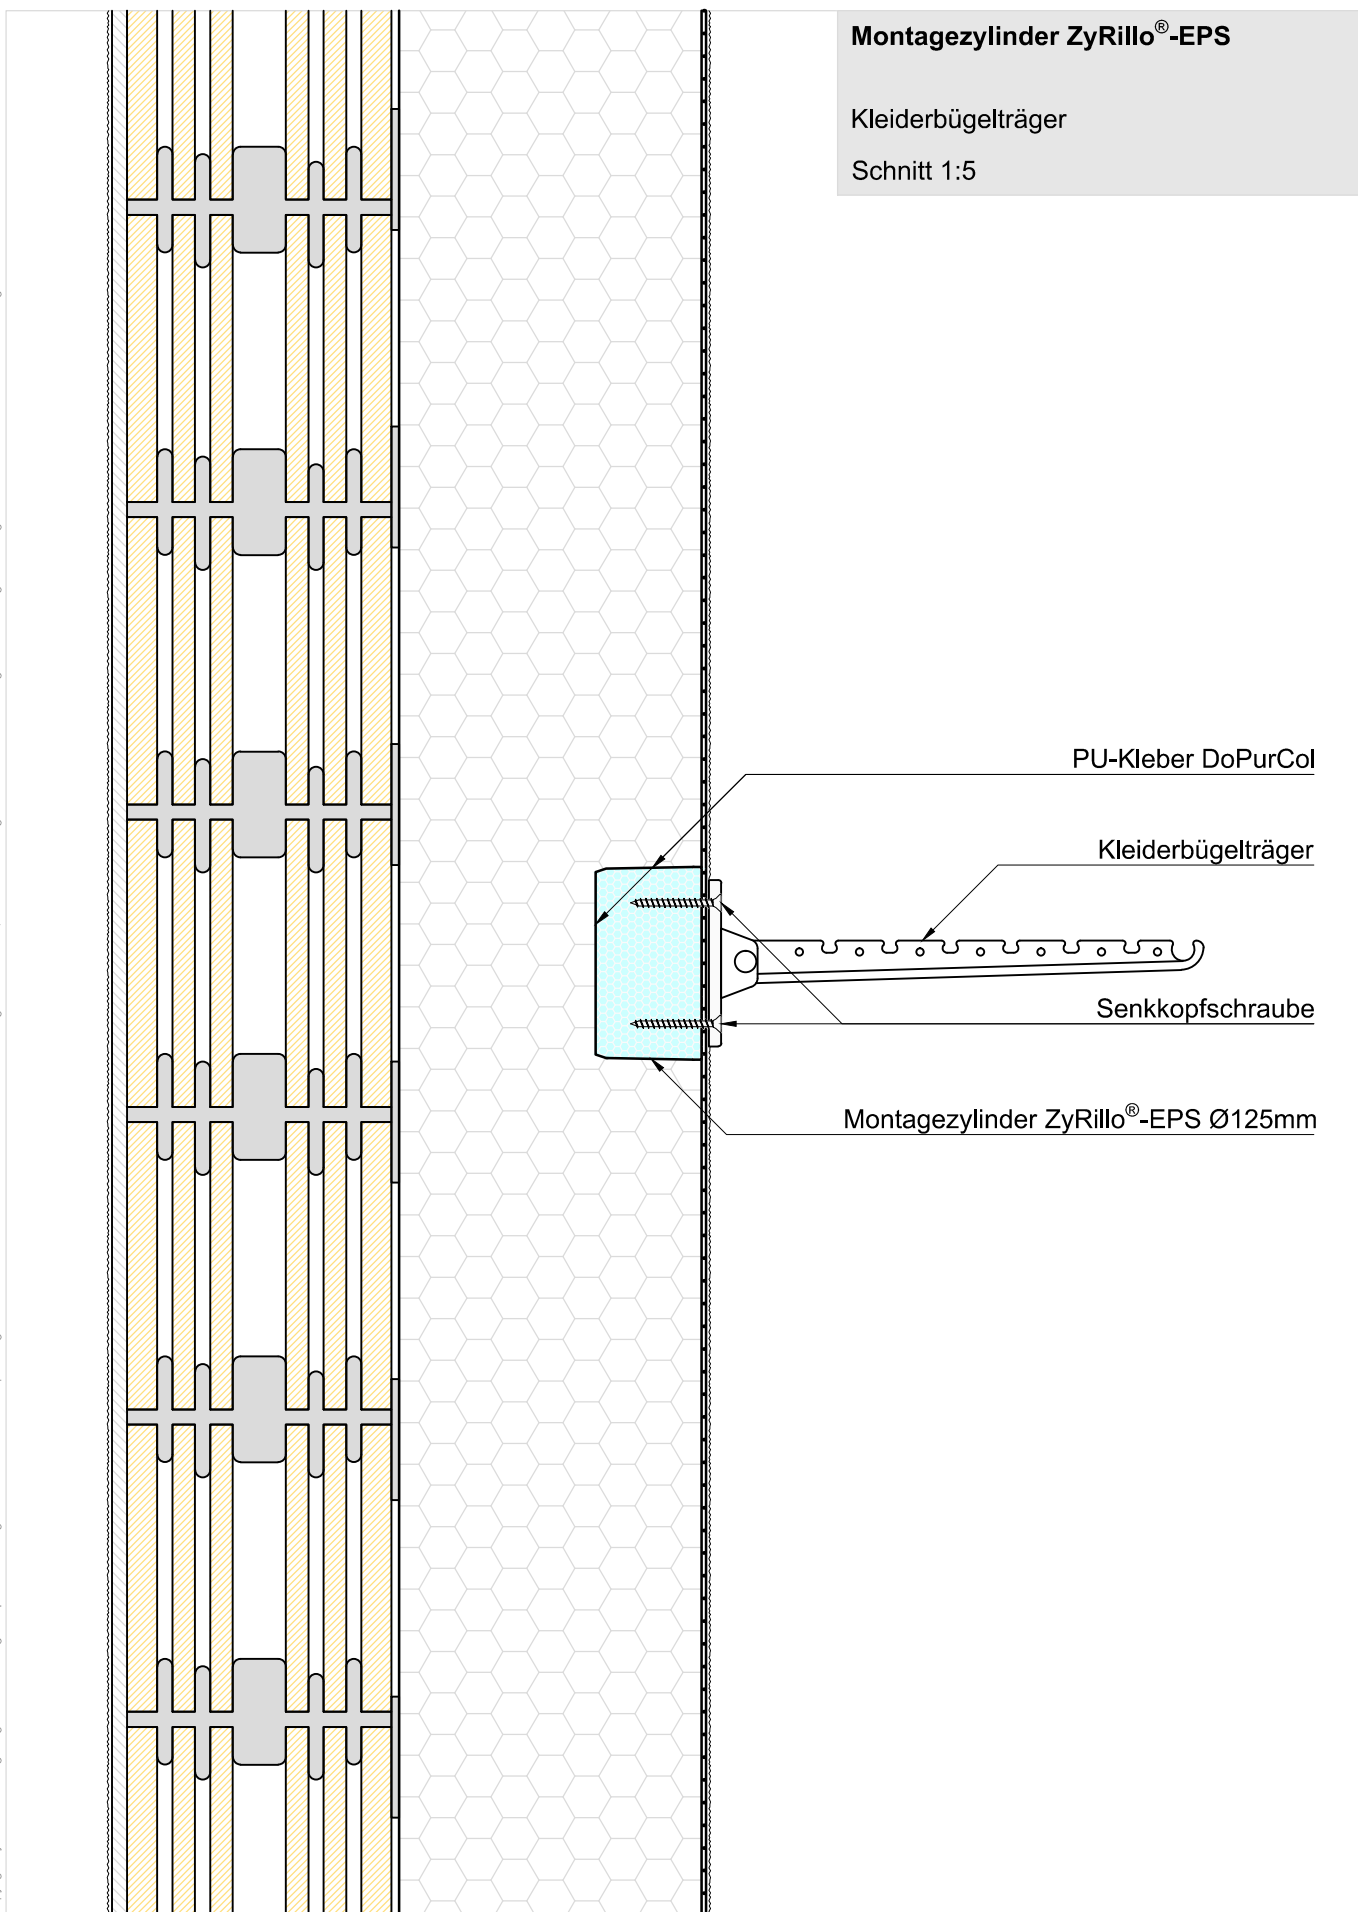 Montagezylinder ZyRillo®-EPS
Kleiderbügelträger
Schnitt 1:5
PU-Kleber DoPurCol
Kleiderbügelträger
Senkkopfschraube
Montagezylinder ZyRillo®-EPS Ø125mm